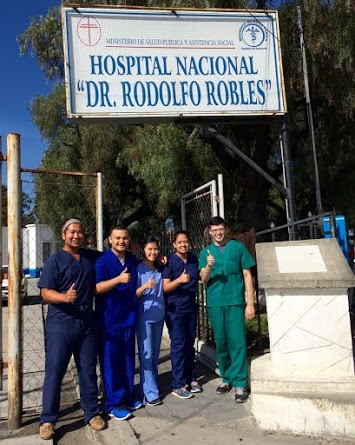 MINISTERIO DE SALUD PUBLICA Y ASISTENCIA SOCIAL
HOSPITAL NACIONAL
"DR. RODOLFO ROBLES"